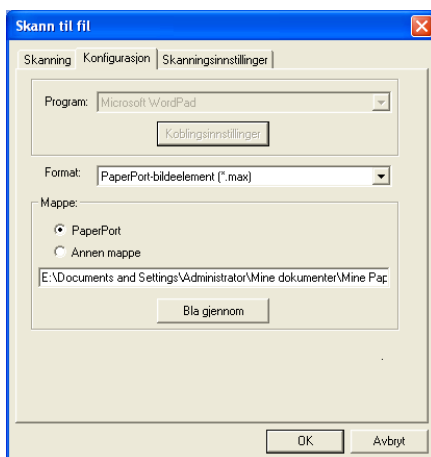 Skann til fil
Skanning Konfigurasjon Skanningsinnstillinger
Program: Microsoft WordPad
Koblingsinnstillinger
Format: PaperPort-bildeelement (*.max)
Mappe:
PaperPort
Annen mappe
E:\Documents and Settings\Administrator\Mine dokumenter\Mine Pap
Bla gjennom
OK Avbryt